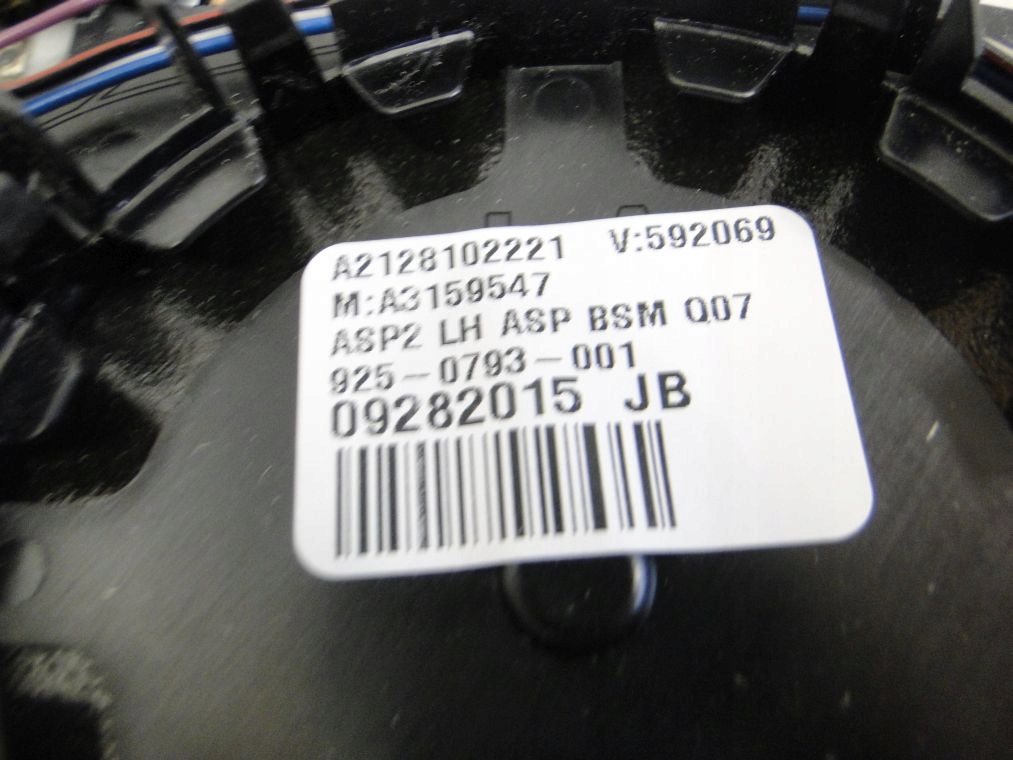 A2128102221 V:592069
M:A3159547
ASP2 LH ASP BSM Q07
925-0793-001
09282015 JB